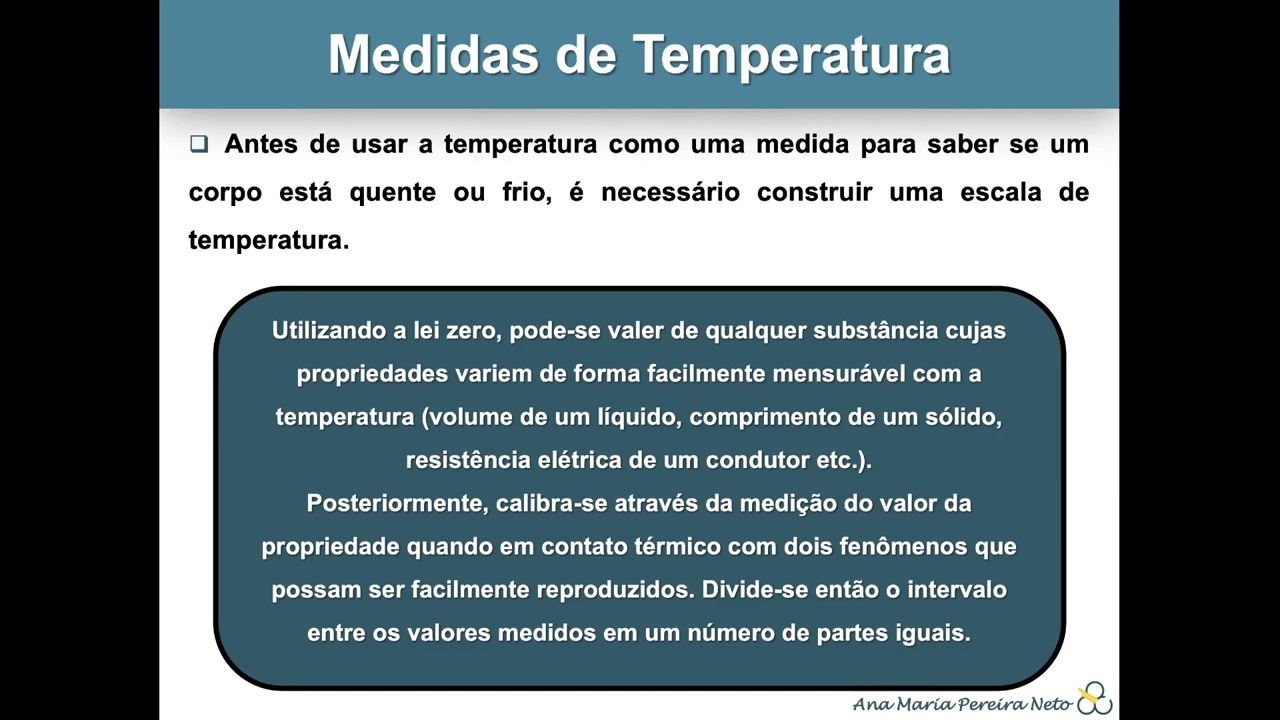 Medidas de Temperatura
Antes de usar a temperatura como uma medida para saber se um
corpo está quente ou frio, é necessário construir uma escala de
temperatura.
Utilizando a lei zero, pode-se valer de qualquer substância cujas
propriedades variem de forma facilmente mensurável com a
temperatura (volume de um líquido, comprimento de um sólido,
resistência elétrica de um condutor etc.).
Posteriormente, calibra-se através da medição do valor da
propriedade quando em contato térmico com dois fenômenos que
possam ser facilmente reproduzidos. Divide-se então o intervalo
entre os valores medidos em um número de partes iguais.
Ana Maria Pereira Neto